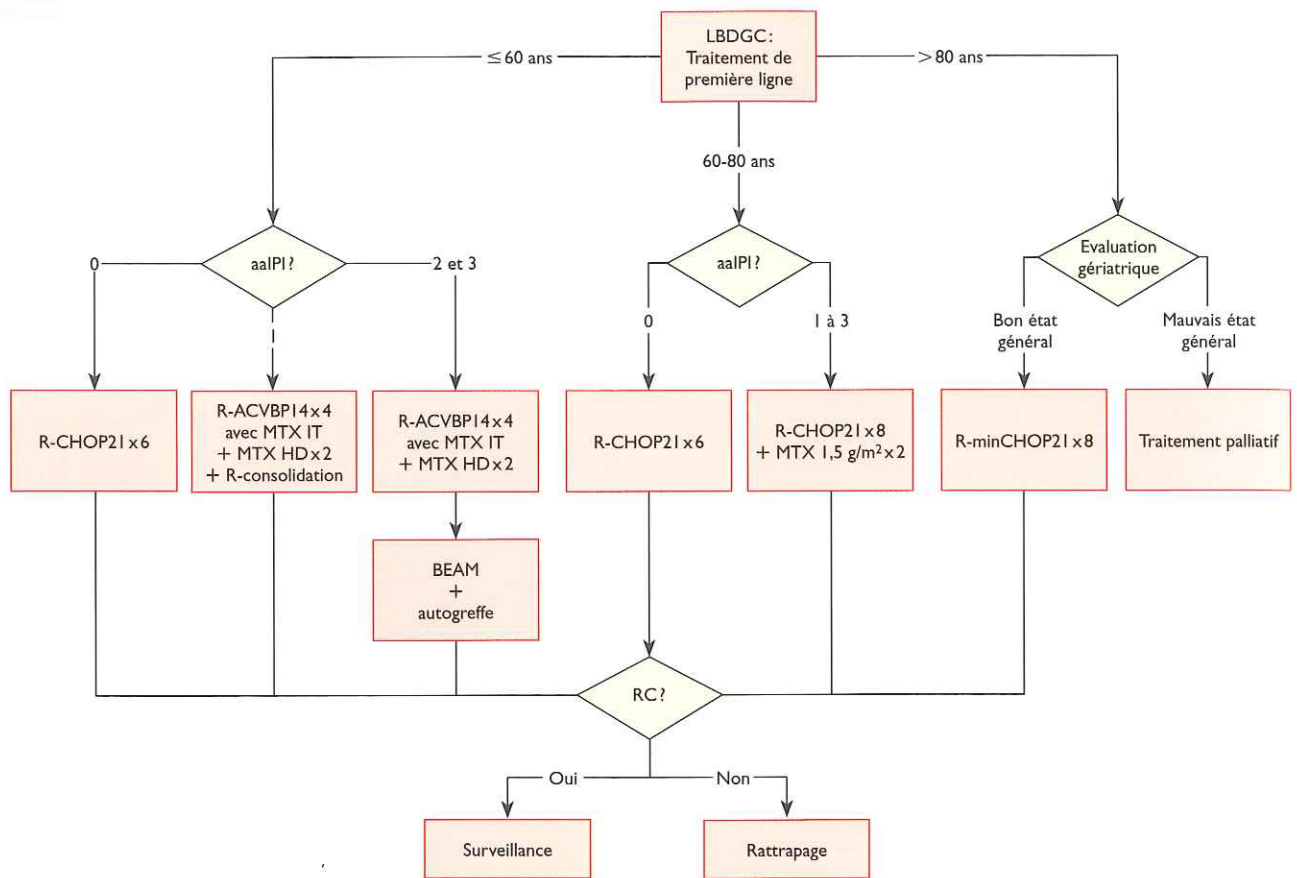 LBDGC:
Traitement de
première ligne
≤60 ans
>80 ans
60-80 ans
aaIPI?
aaIPI?
Evaluation
gériatrique
0
2 et 3
0
1 à 3
Bon état
général
Mauvais état
général
R-CHOP21x6
R-ACVBP14x4
avec MTX IT
+ MTX HDx2
+ R-consolidation
R-ACVBP14x4
avec MTX IT
+ MTX HDx2
R-CHOP21x6
R-CHOP21x8
+ MTX 1,5 g/m²x2
R-minCHOP21x8
Traitement palliatif
BEAM
+
autogreffe
RC?
Oui
Non
Surveillance
Rattrapage